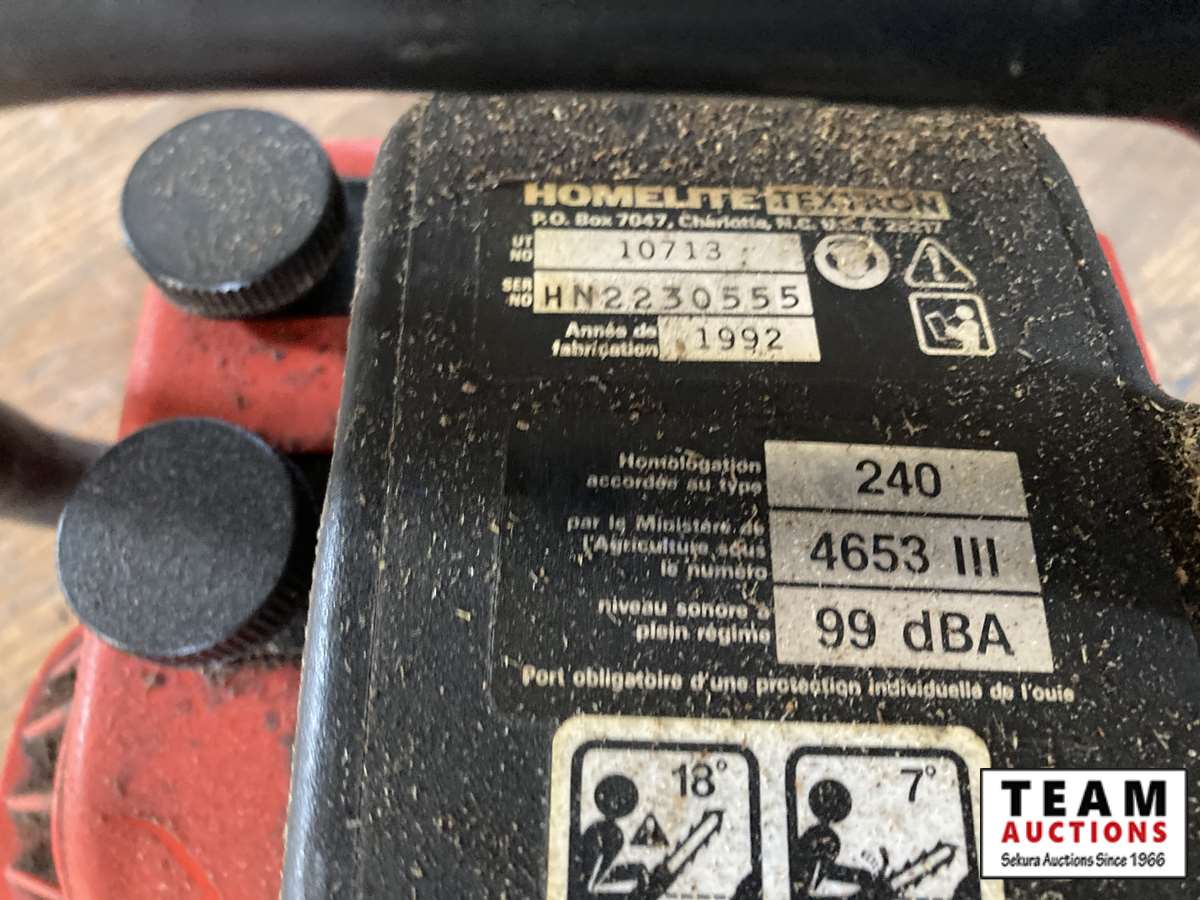 HOMELITE TEXTRON
P.O. Box 7047, Charlotte, N.C. U.S.A. 28217
UT NO 10713
SER NO HN2230555
Année de fabrication 1992
Homologation
accordée au type 240
par le Ministère de
l'Agriculture sous
le numéro 4653 III
niveau sonore à
plein régime 99 dBA
Port obligatoire d'une protection individuelle de l'ouïe
18° 7°
TEAM
AUCTIONS
Sekura Auctions Since 1966